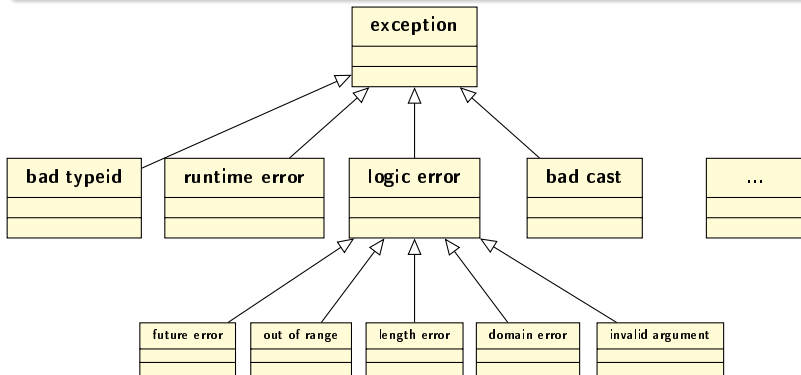 exception
bad typeid
runtime error
logic error
bad cast
...
future error
out of range
length error
domain error
invalid argument